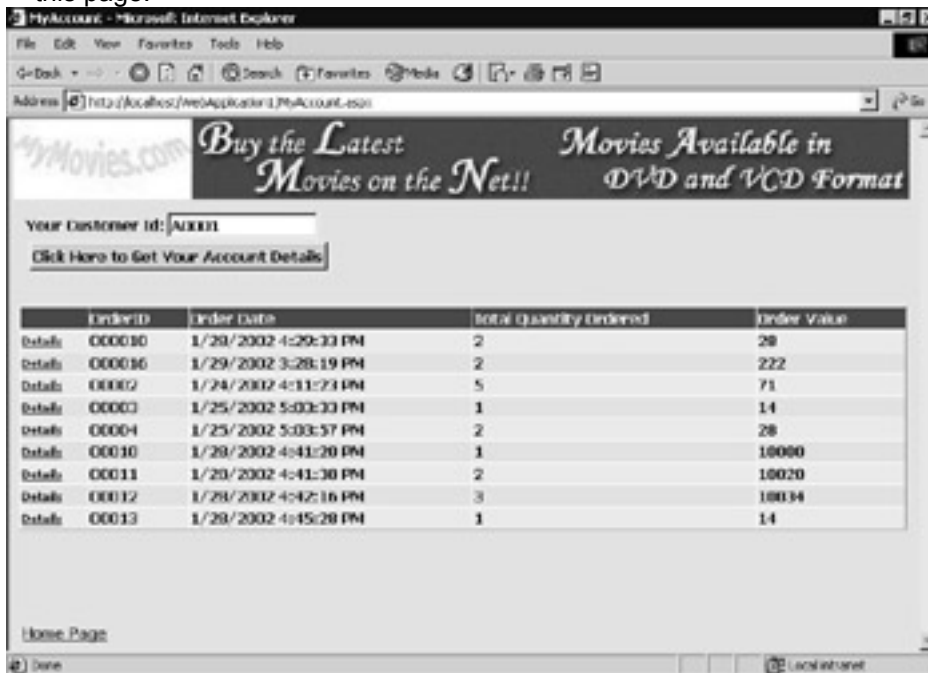 this page.
MyAccount - Microsoft Internet Explorer
File Edit View Favorites Tools Help
Back Search Favorites Media
Address http://localhost/WebApplication1/MyAccount.aspx Go
MyMovies.com
Buy the Latest
Movies on the Net!!
Movies Available in
DVD and VCD Format
Your Customer Id: A0001
Click Here to Get Your Account Details
OrderID Order Date Total Quantity Ordered Order Value
Details O00010 1/28/2002 4:29:33 PM 2 28
Details O00016 1/29/2002 3:28:19 PM 2 222
Details O0002 1/24/2002 4:11:23 PM 5 71
Details O0003 1/25/2002 5:03:33 PM 1 14
Details O0004 1/25/2002 5:03:57 PM 2 28
Details O0010 1/28/2002 4:41:20 PM 1 10000
Details O0011 1/28/2002 4:41:38 PM 2 10020
Details O0012 1/28/2002 4:42:16 PM 3 10034
Details O0013 1/28/2002 4:45:28 PM 1 14
Home Page
Done Local intranet